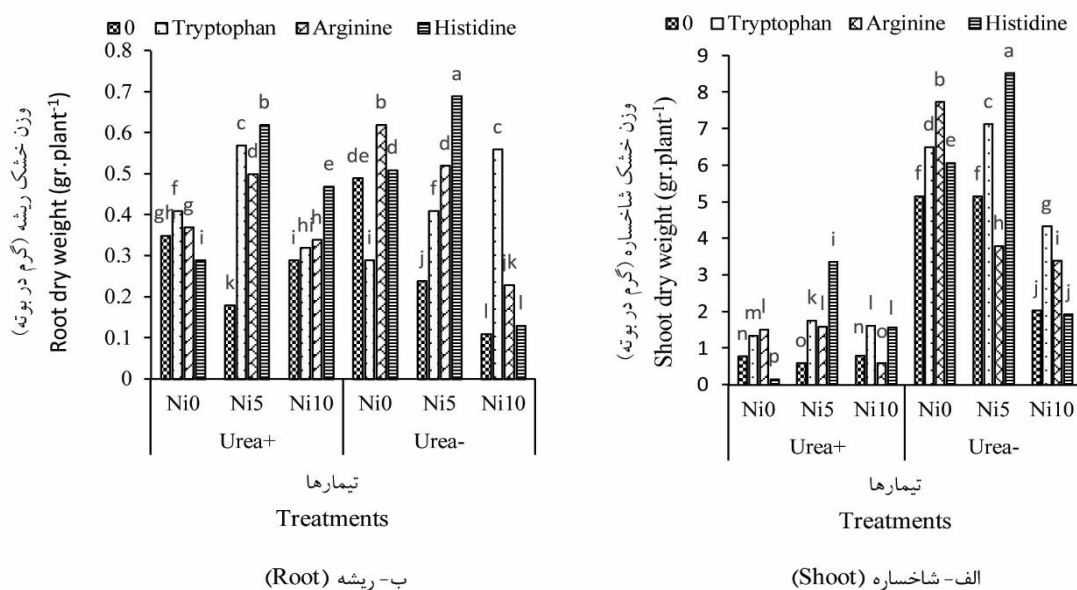 0 Tryptophan Arginine Histidine
وزن خشک ریشه (گرم در بوته)
Root dry weight (gr.plant-1)
0.8
0.7
0.6
0.5
0.4
0.3
0.2
0.1
0
gh f g i
k c d b
i hi h e
de i b d
j f d a
l c jk l
Ni0 Ni5 Ni10 Ni0 Ni5 Ni10
Urea+ Urea-
تیمارها
Treatments
ب- ریشه (Root)
0 Tryptophan Arginine Histidine
وزن خشک شاخساره (گرم در بوته)
Shoot dry weight (gr.plant-1)
9
8
7
6
5
4
3
2
1
0
n m l p
o k l i
n l o l
f d b e
f c h a
j g i j
Ni0 Ni5 Ni10 Ni0 Ni5 Ni10
Urea+ Urea-
تیمارها
Treatments
الف- شاخساره (Shoot)